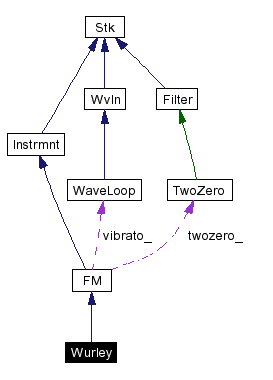 Stk
WvIn
Filter
Instrmnt
WaveLoop
TwoZero
vibrato_
twozero_
FM
Wurley